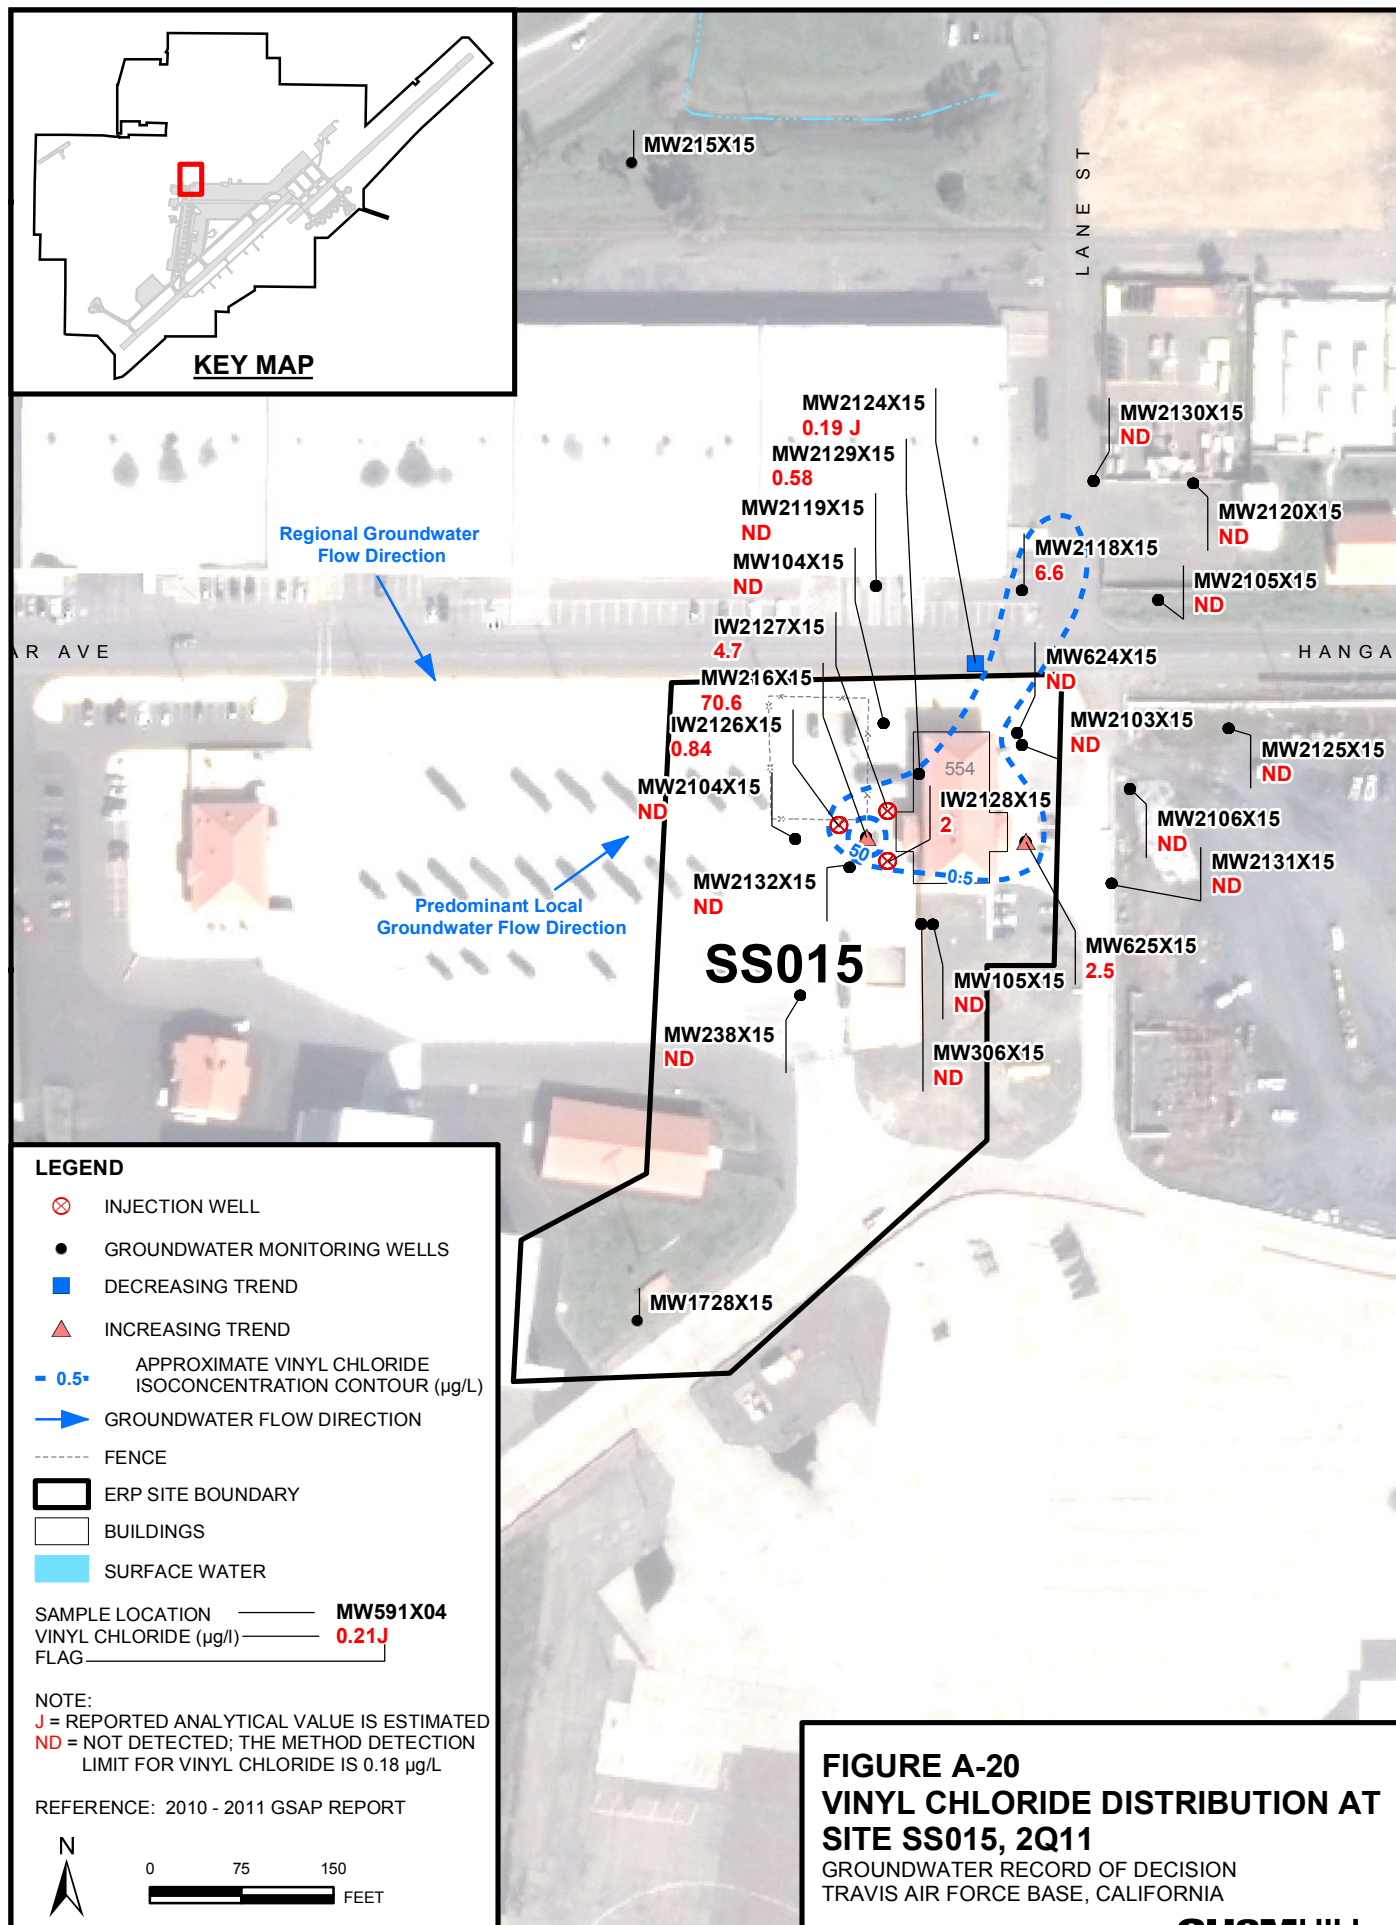 KEY MAP
MW215X15
LANE ST
MW2124X15
0.19 J
MW2130X15
ND
MW2129X15
0.58
MW2119X15
ND
MW2120X15
ND
Regional Groundwater
Flow Direction
MW2118X15
6.6
MW104X15
ND
MW2105X15
ND
IW2127X15
4.7
AR AVE
HANGA
MW624X15
ND
MW216X15
70.6
IW2126X15
0.84
MW2103X15
ND
MW2125X15
ND
554
MW2104X15
ND
IW2128X15
2
MW2106X15
ND
50
0.5
MW2131X15
ND
MW2132X15
ND
Predominant Local
Groundwater Flow Direction
MW625X15
2.5
SS015
MW105X15
ND
MW238X15
ND
MW306X15
ND
MW1728X15
LEGEND
INJECTION WELL
GROUNDWATER MONITORING WELLS
DECREASING TREND
INCREASING TREND
0.5
APPROXIMATE VINYL CHLORIDE
ISOCONCENTRATION CONTOUR (µg/L)
GROUNDWATER FLOW DIRECTION
FENCE
ERP SITE BOUNDARY
BUILDINGS
SURFACE WATER
SAMPLE LOCATION MW591X04
VINYL CHLORIDE (µg/l) 0.21J
FLAG
NOTE:
J = REPORTED ANALYTICAL VALUE IS ESTIMATED
ND = NOT DETECTED; THE METHOD DETECTION
LIMIT FOR VINYL CHLORIDE IS 0.18 µg/L
REFERENCE: 2010 - 2011 GSAP REPORT
N
0 75 150
FEET
FIGURE A-20
VINYL CHLORIDE DISTRIBUTION AT
SITE SS015, 2Q11
GROUNDWATER RECORD OF DECISION
TRAVIS AIR FORCE BASE, CALIFORNIA